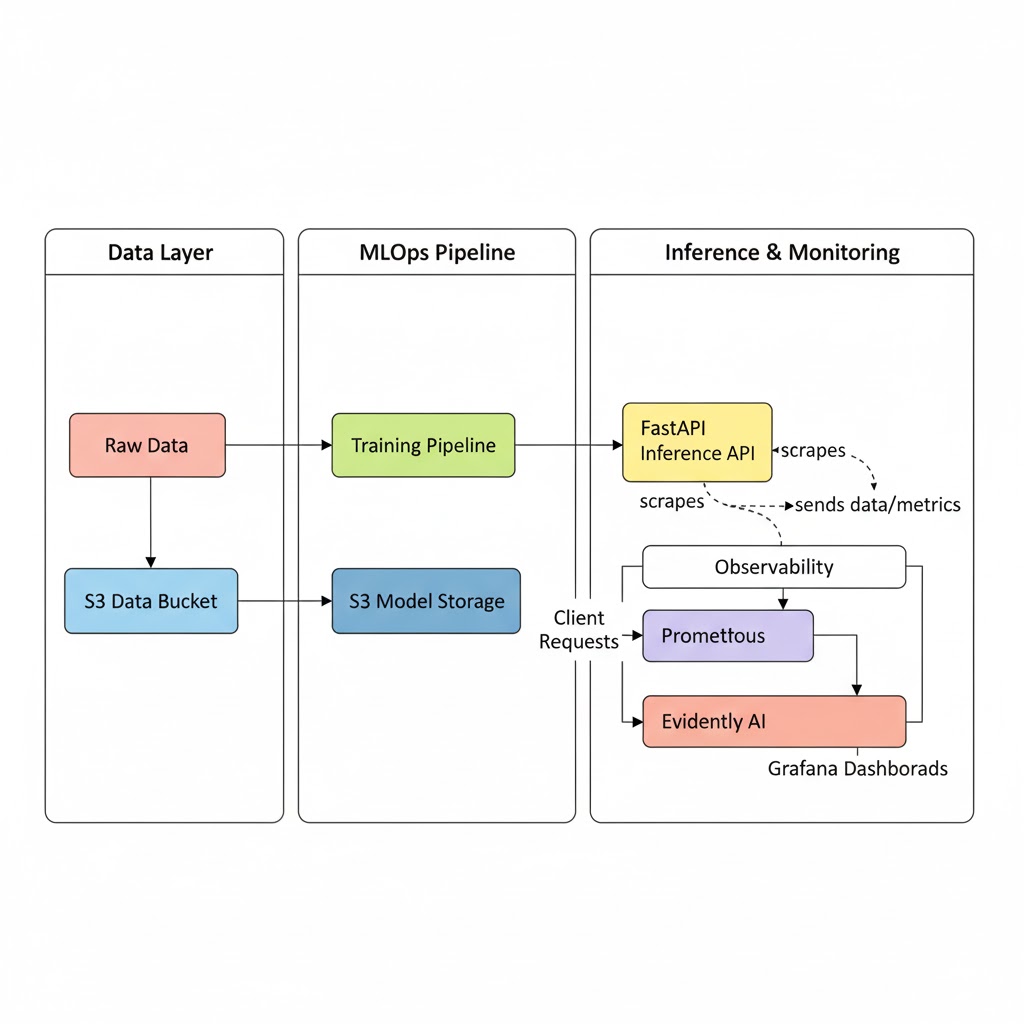 Data Layer
MLOps Pipeline
Inference & Monitoring
Raw Data
Training Pipeline
FastAPI
Inference API
scrapes
scrapes
sends data/metrics
S3 Data Bucket
S3 Model Storage
Client
Requests
Observability
Promettous
Evidently AI
Grafana Dashborads